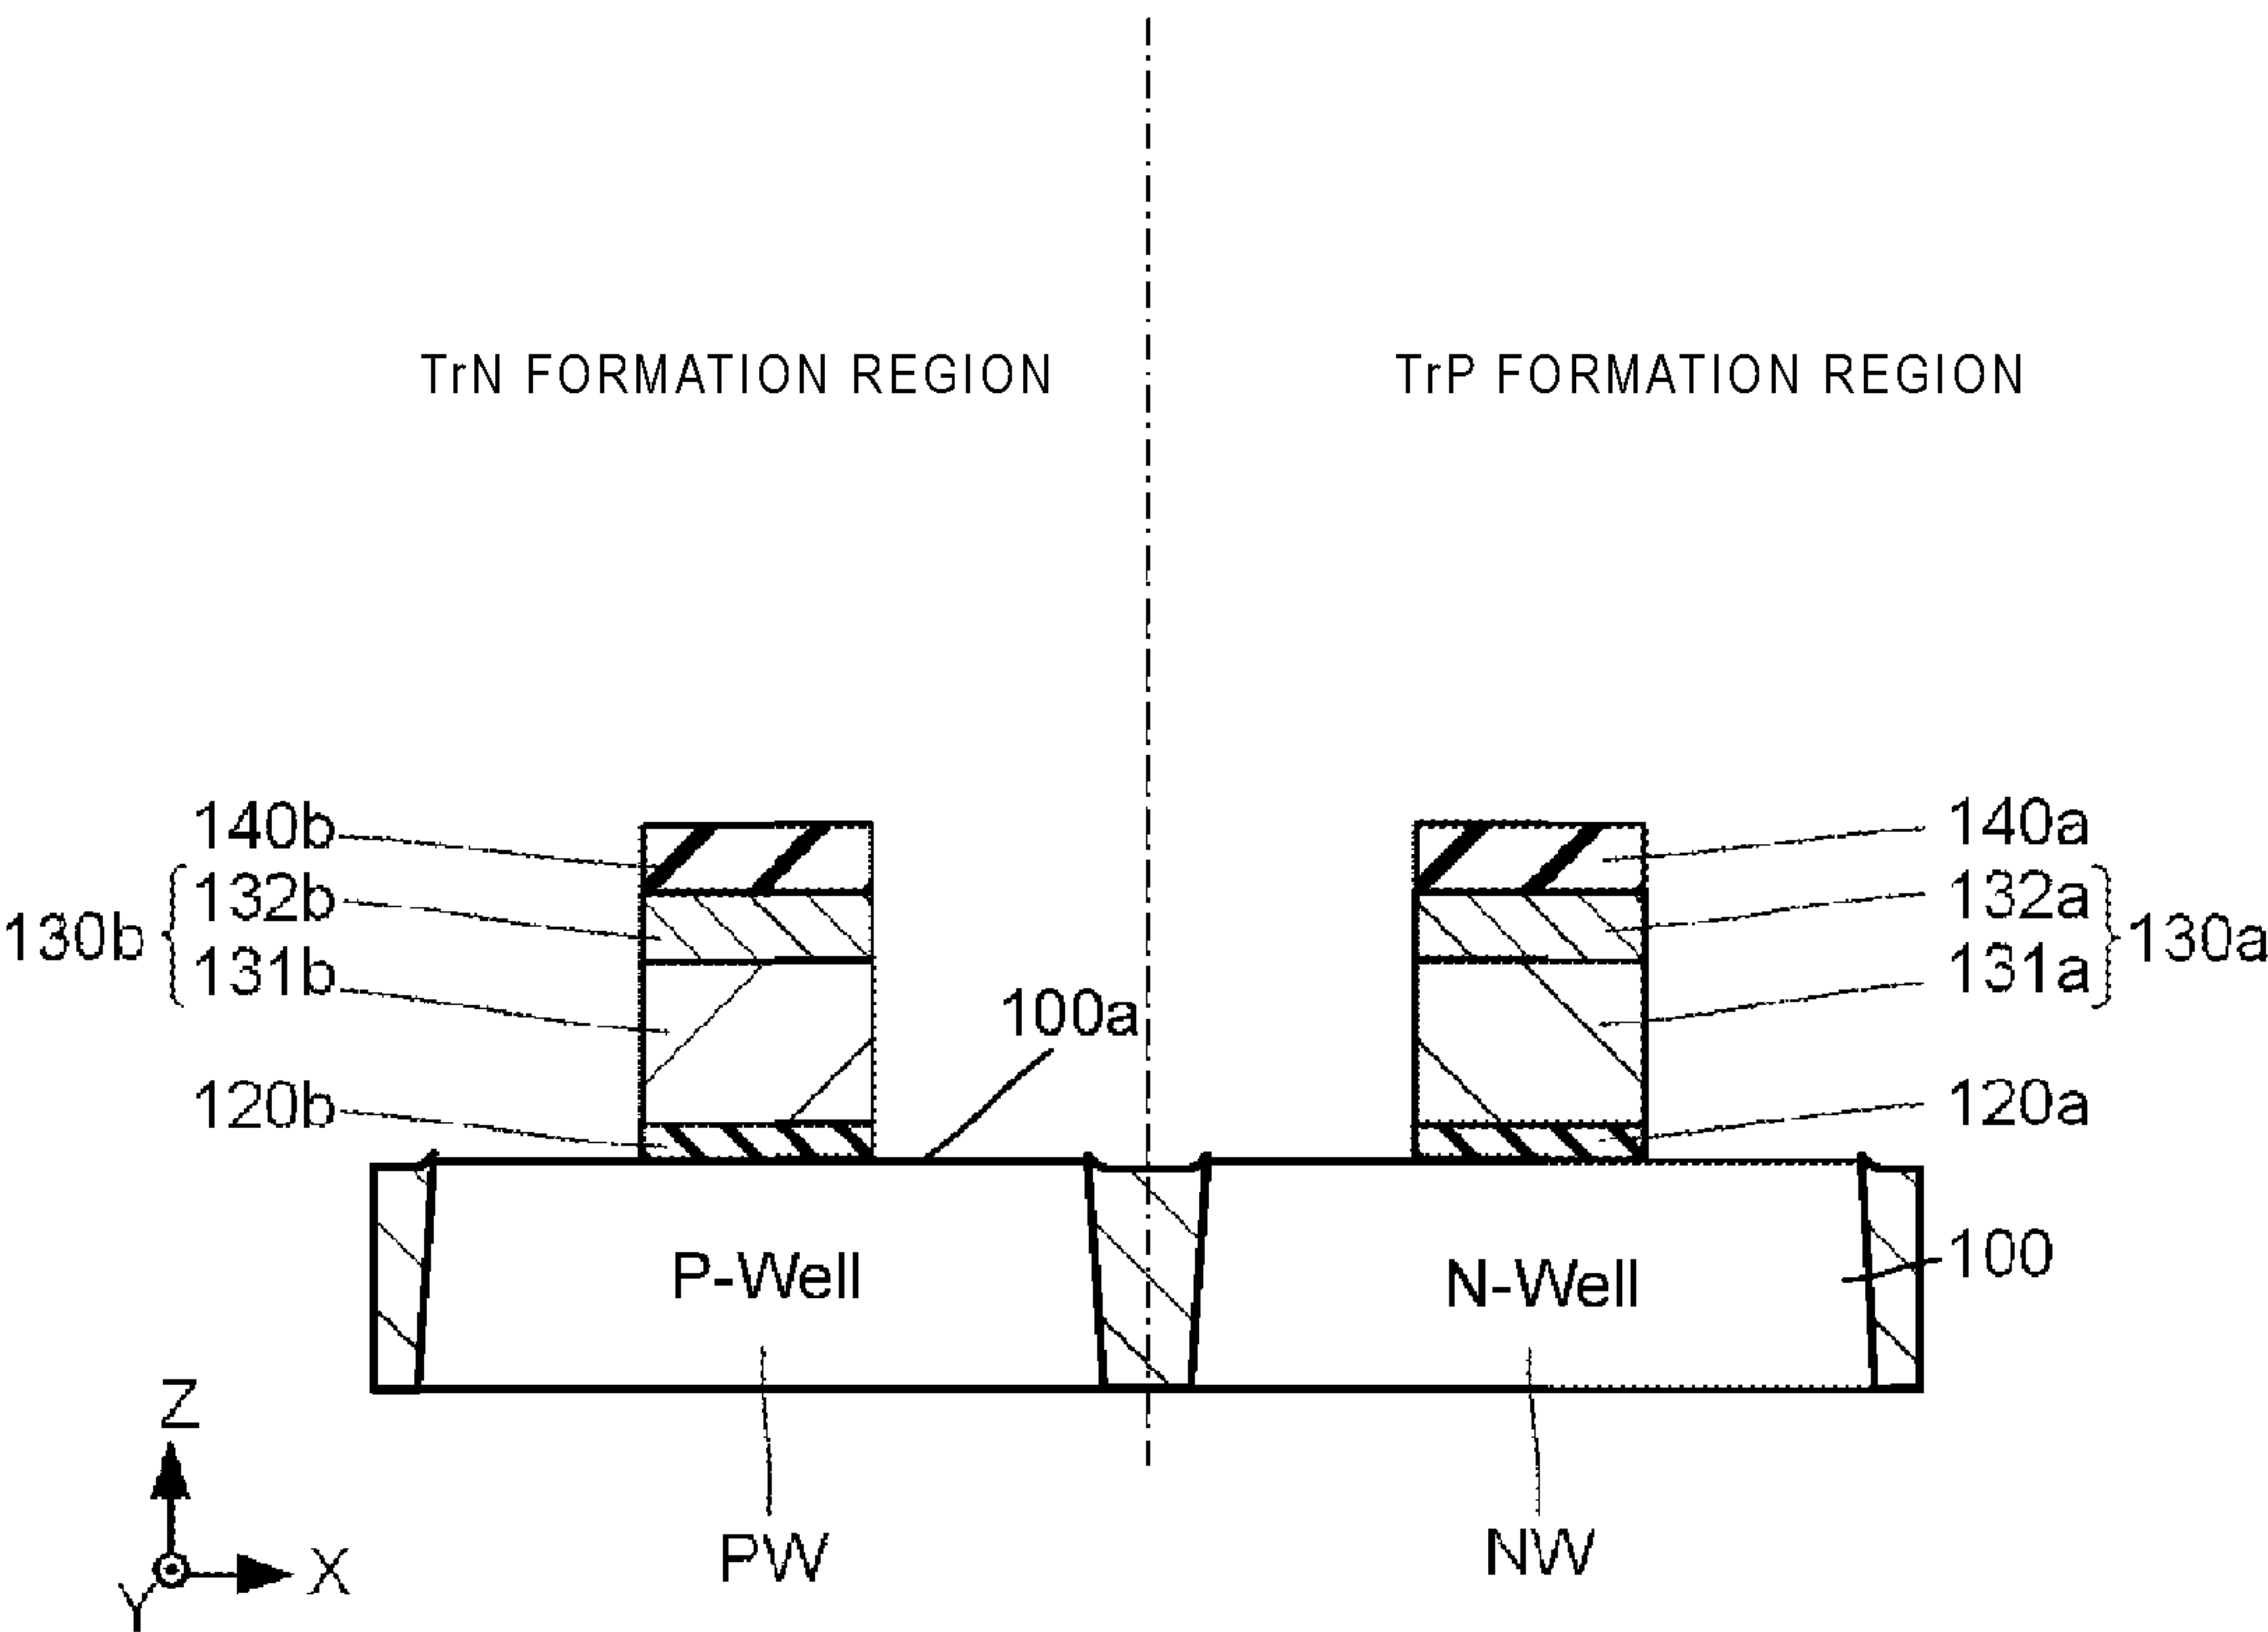 TrN FORMATION REGION
TrP FORMATION REGION
140b
132b
130b
131b
120b
100a
140a
132a
130a
131a
120a
100
P-Well
N-Well
PW
NW
Z
X
Y